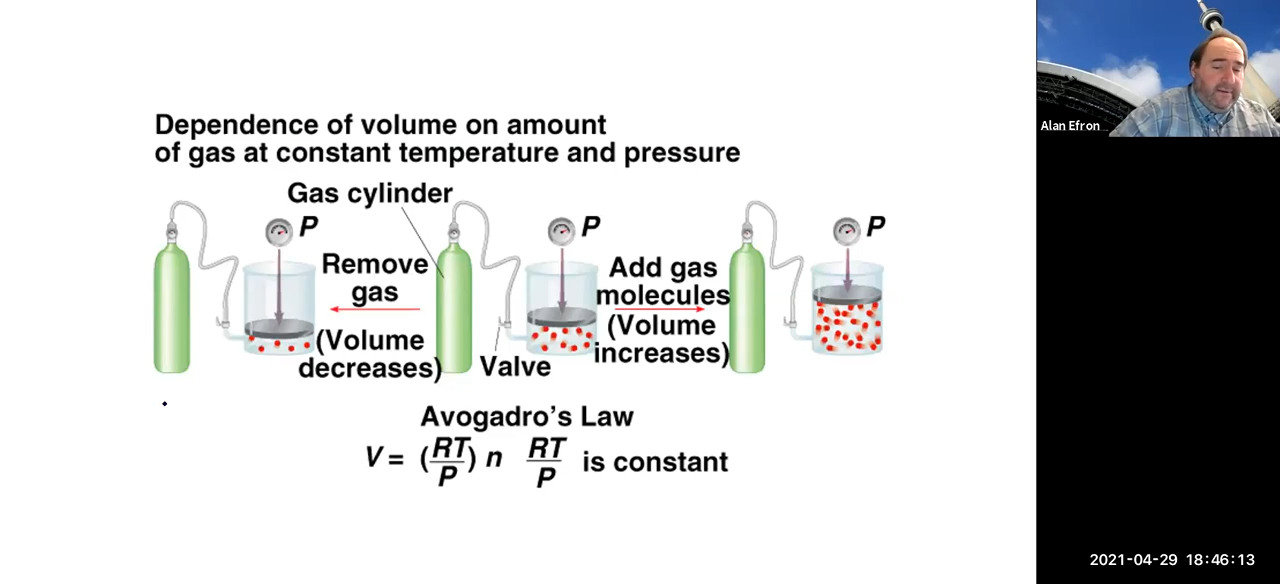 Alan Efron
Dependence of volume on amount
of gas at constant temperature and pressure
Gas cylinder
P
P
P
Remove
gas
(Volume
decreases)
Add gas
molecules
(Volume
increases)
Valve
Avogadro's Law
V = (RT/P) n RT/P is constant
2021-04-29 18:46:13